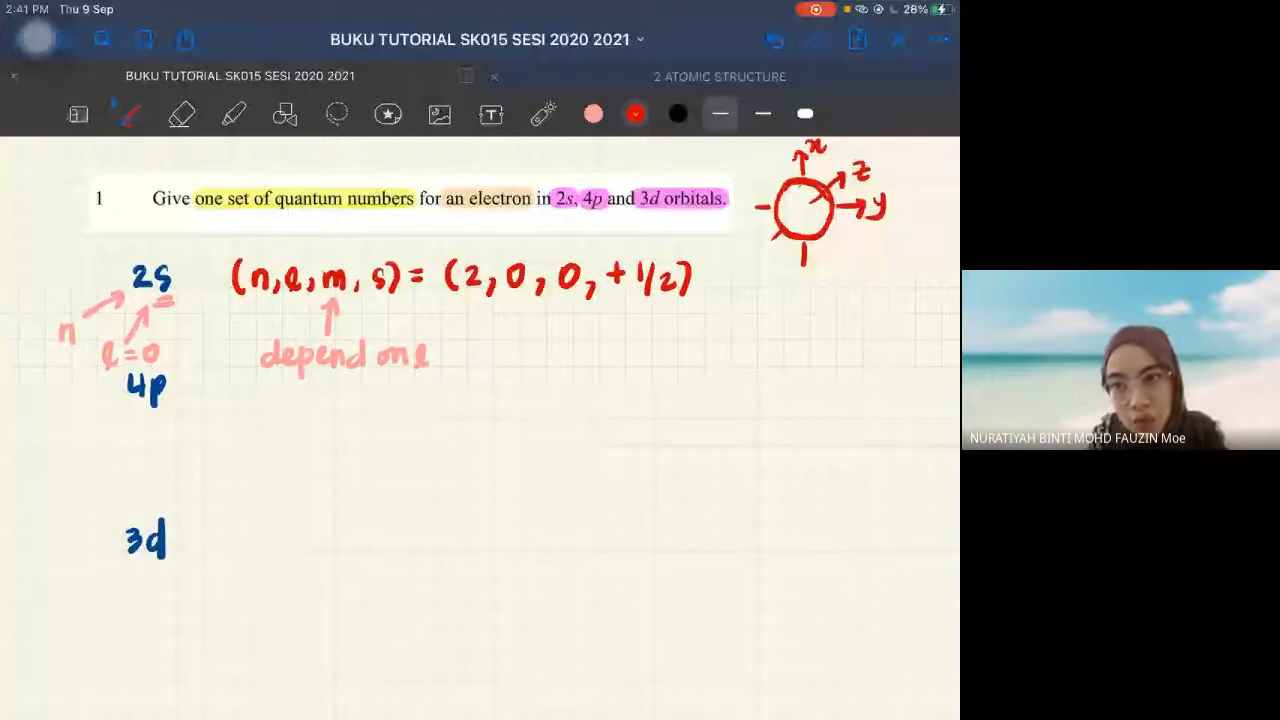 2:41 PM Thu 9 Sep
28%
BUKU TUTORIAL SK015 SESI 2020 2021
BUKU TUTORIAL SK015 SESI 2020 2021
2 ATOMIC STRUCTURE
1 Give one set of quantum numbers for an electron in 2s, 4p and 3d orbitals.
x
z
y
2s (n, l, m, s) = (2, 0, 0, + 1/2)
n
l = 0
depend on l
4p
3d
NURATIYAH BINTI MOHD FAUZIN Moe